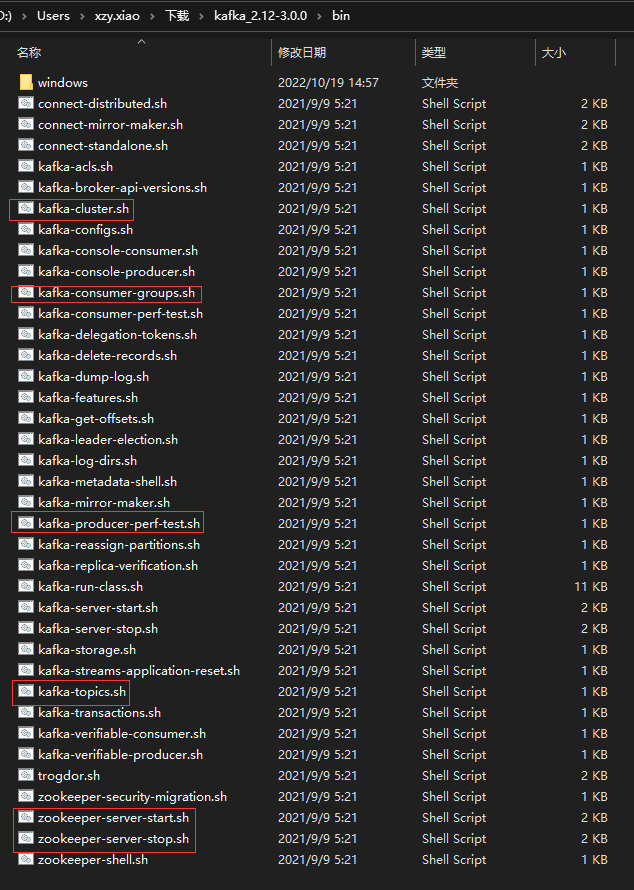 D:) > Users > xzy.xiao > 下载 > kafka_2.12-3.0.0 > bin
名称 修改日期 类型 大小
windows 2022/10/19 14:57 文件夹
connect-distributed.sh 2021/9/9 5:21 Shell Script 2 KB
connect-mirror-maker.sh 2021/9/9 5:21 Shell Script 2 KB
connect-standalone.sh 2021/9/9 5:21 Shell Script 2 KB
kafka-acls.sh 2021/9/9 5:21 Shell Script 1 KB
kafka-broker-api-versions.sh 2021/9/9 5:21 Shell Script 1 KB
kafka-cluster.sh 2021/9/9 5:21 Shell Script 1 KB
kafka-configs.sh 2021/9/9 5:21 Shell Script 1 KB
kafka-console-consumer.sh 2021/9/9 5:21 Shell Script 1 KB
kafka-console-producer.sh 2021/9/9 5:21 Shell Script 1 KB
kafka-consumer-groups.sh 2021/9/9 5:21 Shell Script 1 KB
kafka-consumer-perf-test.sh 2021/9/9 5:21 Shell Script 1 KB
kafka-delegation-tokens.sh 2021/9/9 5:21 Shell Script 1 KB
kafka-delete-records.sh 2021/9/9 5:21 Shell Script 1 KB
kafka-dump-log.sh 2021/9/9 5:21 Shell Script 1 KB
kafka-features.sh 2021/9/9 5:21 Shell Script 1 KB
kafka-get-offsets.sh 2021/9/9 5:21 Shell Script 1 KB
kafka-leader-election.sh 2021/9/9 5:21 Shell Script 1 KB
kafka-log-dirs.sh 2021/9/9 5:21 Shell Script 1 KB
kafka-metadata-shell.sh 2021/9/9 5:21 Shell Script 1 KB
kafka-mirror-maker.sh 2021/9/9 5:21 Shell Script 1 KB
kafka-producer-perf-test.sh 2021/9/9 5:21 Shell Script 1 KB
kafka-reassign-partitions.sh 2021/9/9 5:21 Shell Script 1 KB
kafka-replica-verification.sh 2021/9/9 5:21 Shell Script 1 KB
kafka-run-class.sh 2021/9/9 5:21 Shell Script 11 KB
kafka-server-start.sh 2021/9/9 5:21 Shell Script 2 KB
kafka-server-stop.sh 2021/9/9 5:21 Shell Script 2 KB
kafka-storage.sh 2021/9/9 5:21 Shell Script 1 KB
kafka-streams-application-reset.sh 2021/9/9 5:21 Shell Script 1 KB
kafka-topics.sh 2021/9/9 5:21 Shell Script 1 KB
kafka-transactions.sh 2021/9/9 5:21 Shell Script 1 KB
kafka-verifiable-consumer.sh 2021/9/9 5:21 Shell Script 1 KB
kafka-verifiable-producer.sh 2021/9/9 5:21 Shell Script 1 KB
trogdor.sh 2021/9/9 5:21 Shell Script 2 KB
zookeeper-security-migration.sh 2021/9/9 5:21 Shell Script 1 KB
zookeeper-server-start.sh 2021/9/9 5:21 Shell Script 2 KB
zookeeper-server-stop.sh 2021/9/9 5:21 Shell Script 2 KB
zookeeper-shell.sh 2021/9/9 5:21 Shell Script 1 KB